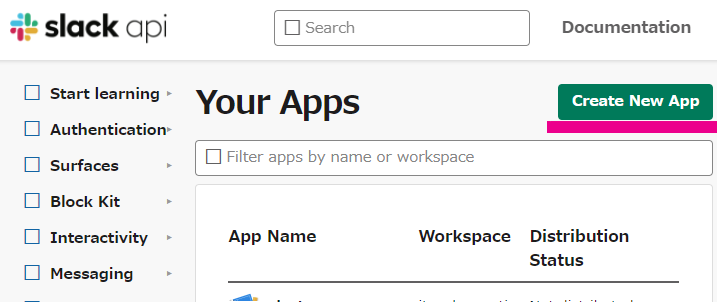 slack api
Search
Documentation
Start learning
Authentication
Surfaces
Block Kit
Interactivity
Messaging
Your Apps
Create New App
Filter apps by name or workspace
App Name
Workspace
Distribution
Status